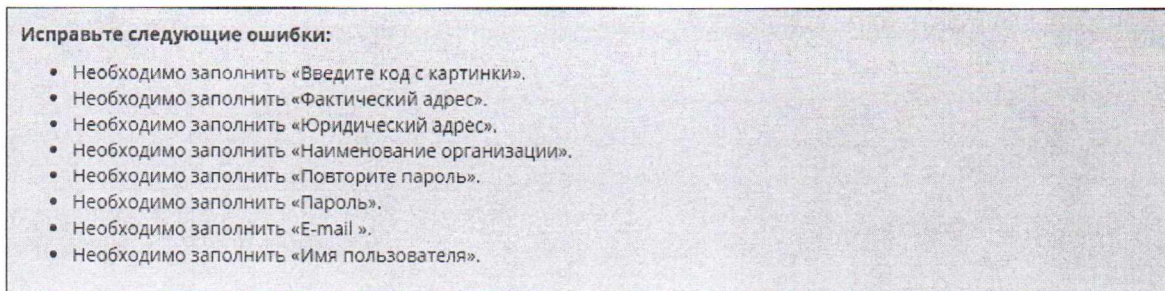 Исправьте следующие ошибки:
• Необходимо заполнить «Введите код с картинки».
• Необходимо заполнить «Фактический адрес».
• Необходимо заполнить «Юридический адрес».
• Необходимо заполнить «Наименование организации».
• Необходимо заполнить «Повторите пароль».
• Необходимо заполнить «Пароль».
• Необходимо заполнить «E-mail ».
• Необходимо заполнить «Имя пользователя».